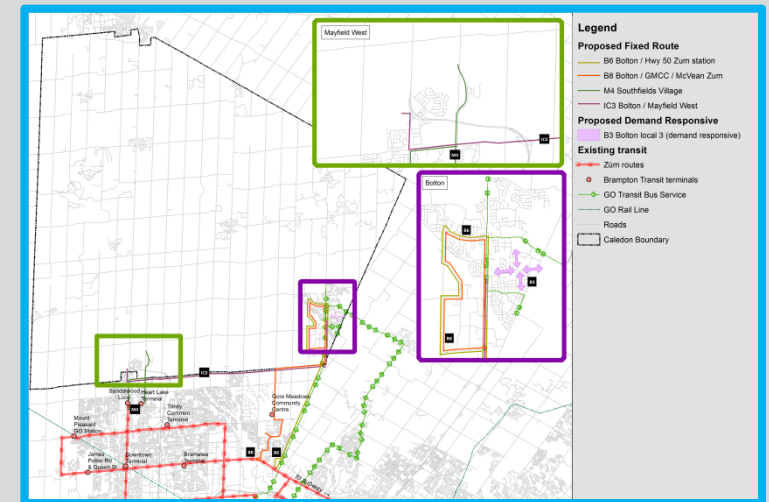 Mayfield West
IC3
M4
Bolton
B6
B3
B8
IC3
M4
Sandalwood
Loop
Heart Lake
Terminal
Trinity
Common
Terminal
Mount
Pleasant
GO Station
James
Potter Rd
& Queen St
Downtown
Terminal
Bramalea
Terminal
Gore Meadows
Community
Centre
B8
B6
to subway →
Legend
Proposed Fixed Route
B6 Bolton / Hwy 50 Zum station
B8 Bolton / GMCC / McVean Zum
M4 Southfields Village
IC3 Bolton / Mayfield West
Proposed Demand Responsive
B3 Bolton local 3 (demand responsive)
Existing transit
Züm routes
Brampton Transit terminals
GO Transit Bus Service
GO Rail Line
Roads
Caledon Boundary